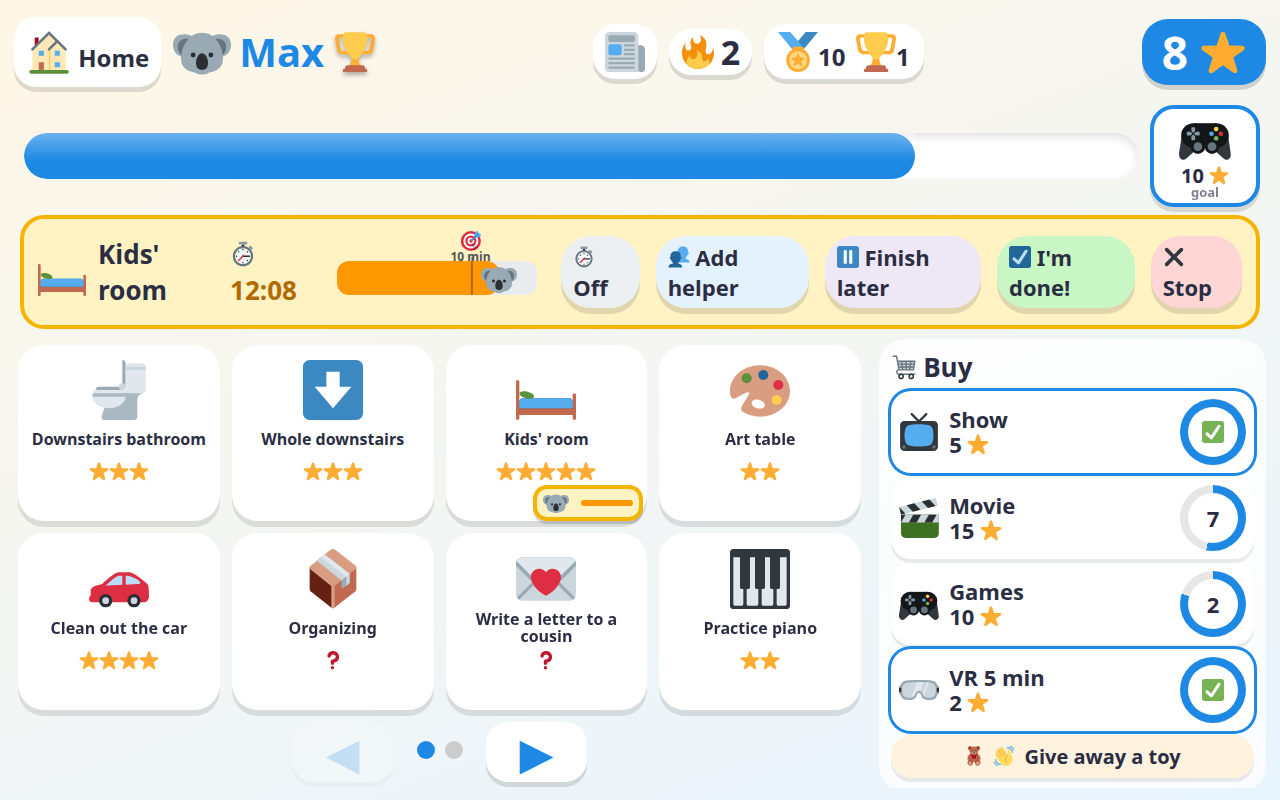 Home
Max
2
10
1
8
10
goal
Kids'
room
12:08
10 min
Off
Add
helper
Finish
later
I'm
done!
Stop
Downstairs bathroom
Whole downstairs
Kids' room
Art table
Clean out the car
Organizing
?
Write a letter to a
cousin
?
Practice piano
Buy
Show
5
Movie
15
7
Games
10
2
VR 5 min
2
Give away a toy